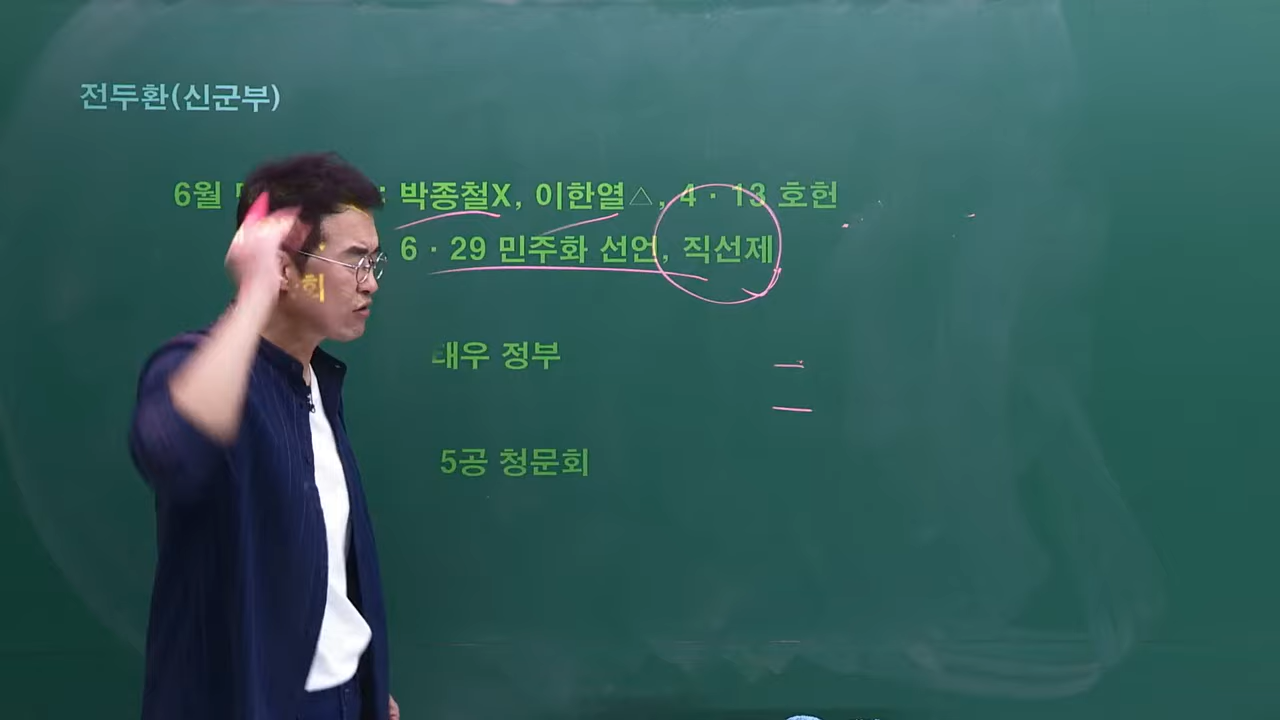 전두환(신군부)
6월 : 박종철X, 이한열△, 4 · 13 호헌
6 · 29 민주화 선언, 직선제
회
태우 정부
5공 청문회